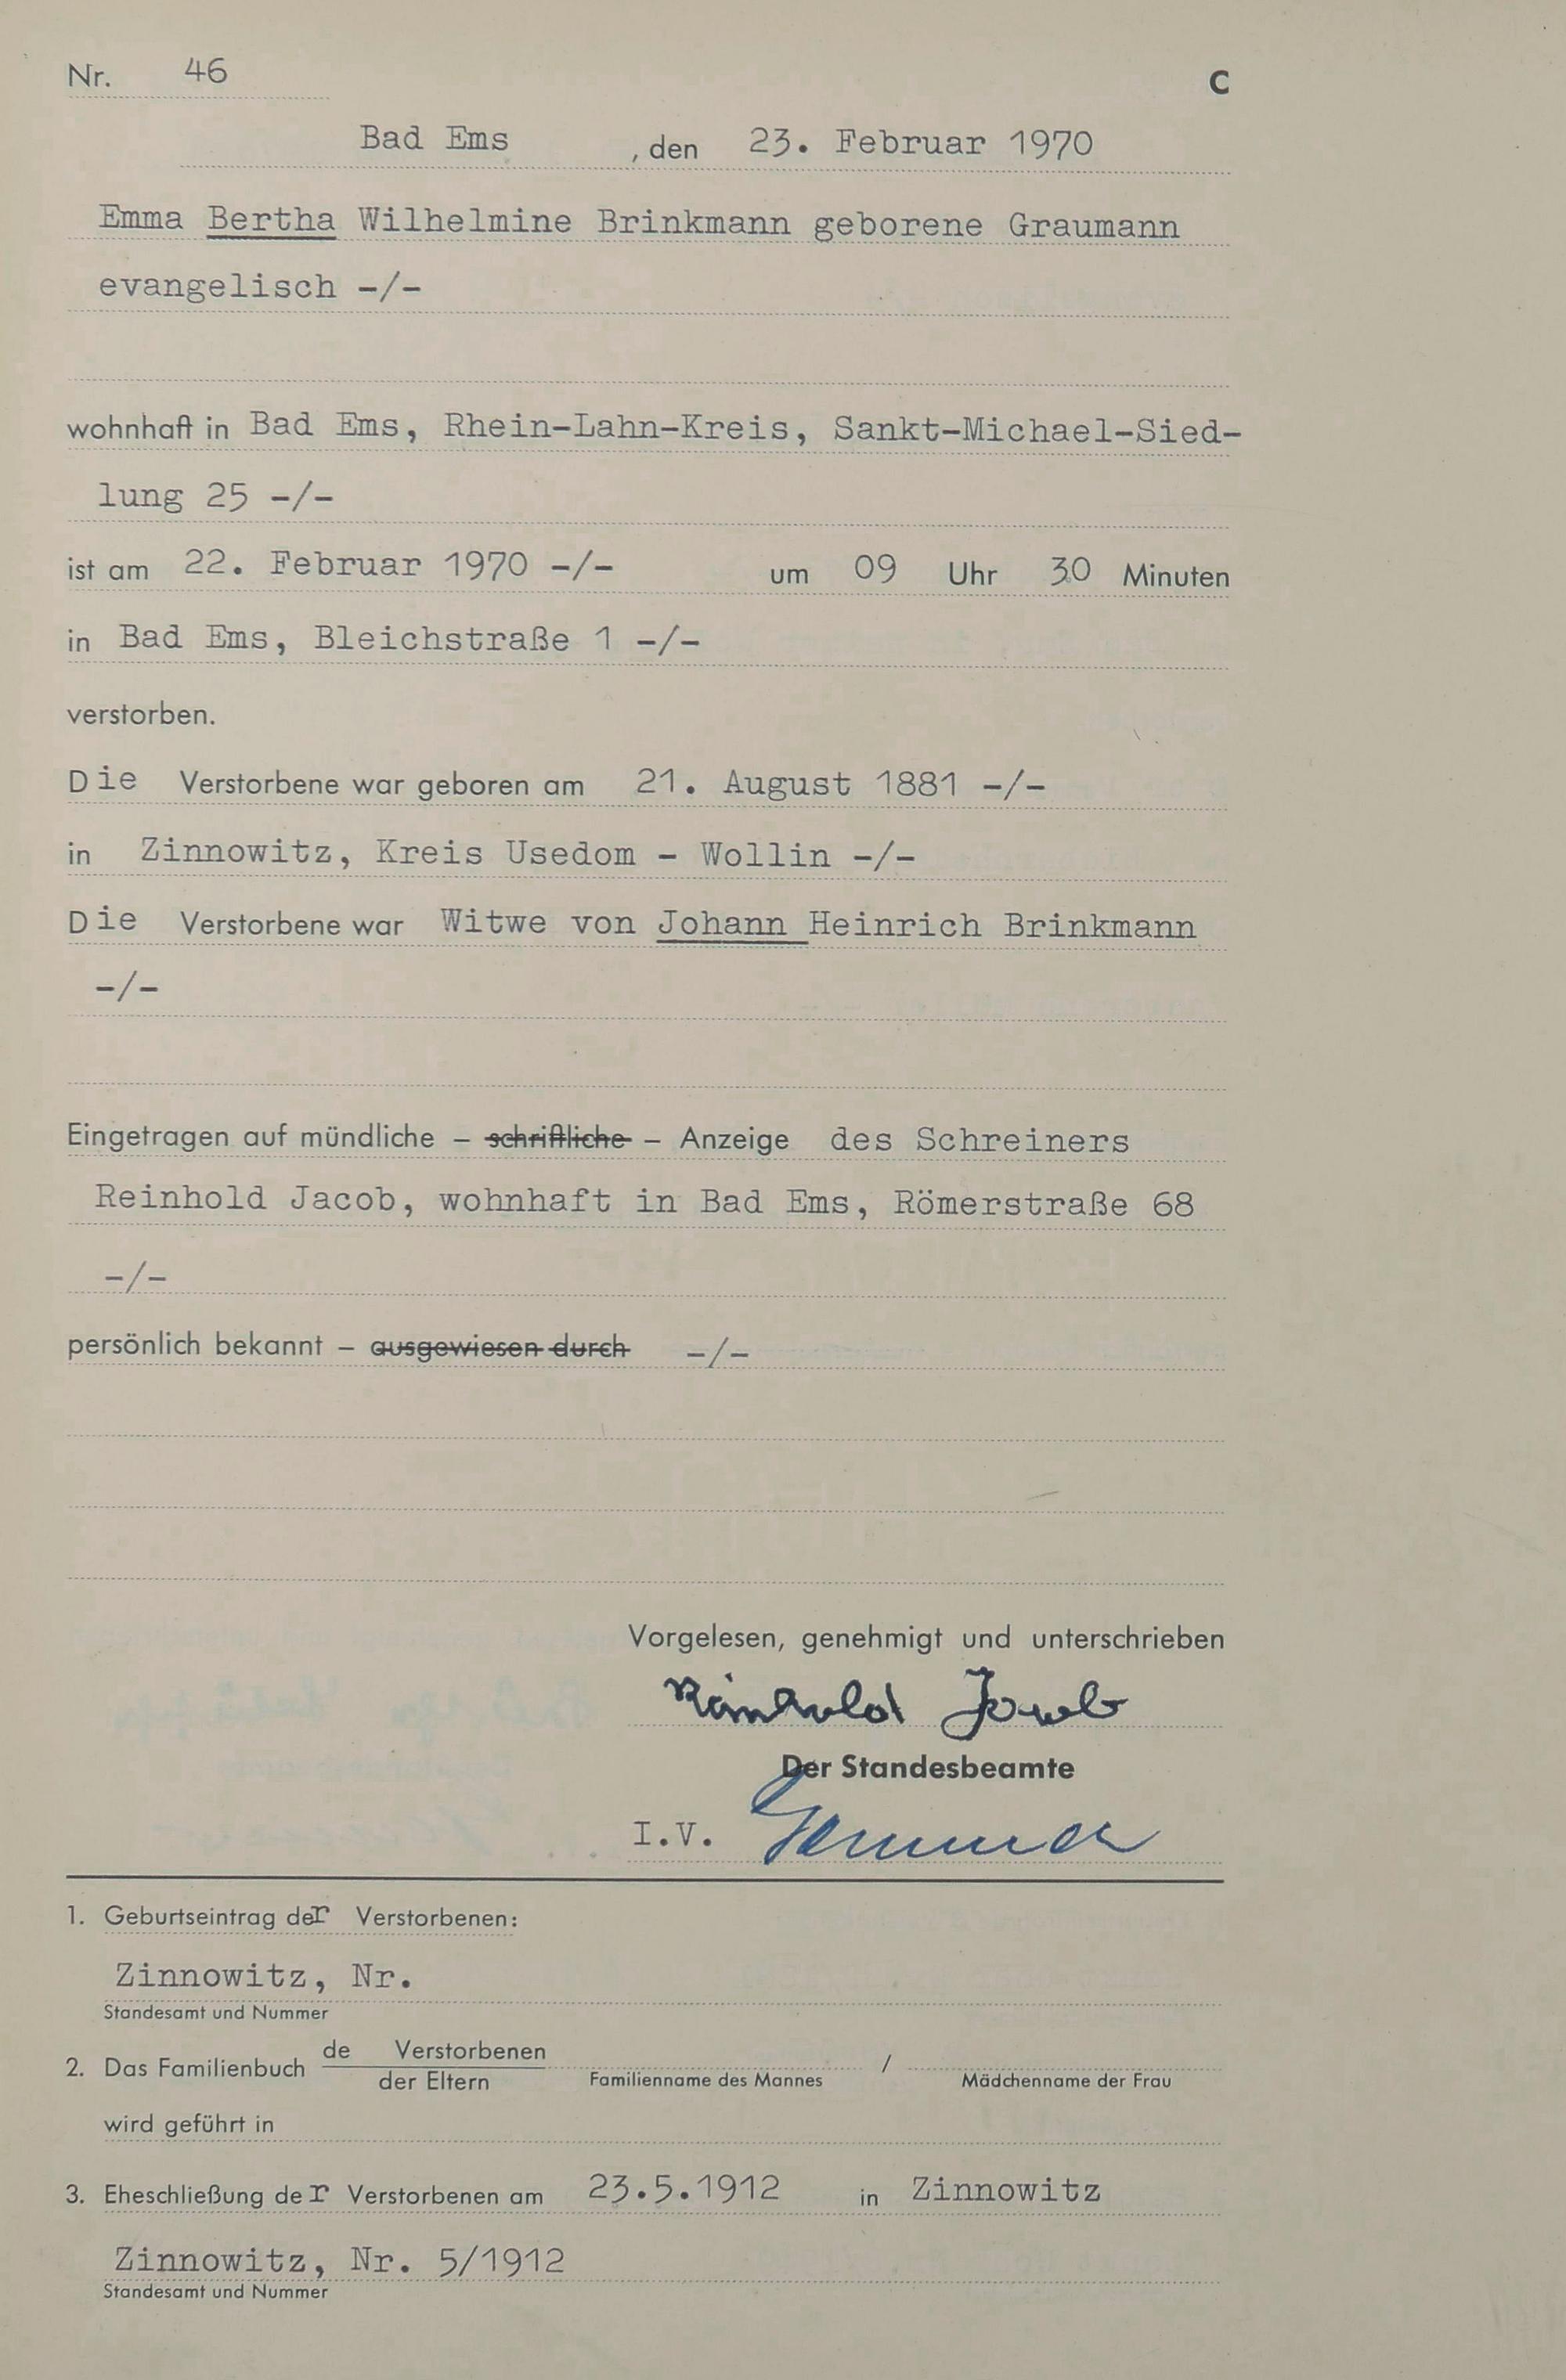 Nr. 46 C
Bad Ems , den 23. Februar 1970
Emma Bertha Wilhelmine Brinkmann geborene Graumann
evangelisch -/-
wohnhaft in Bad Ems, Rhein-Lahn-Kreis, Sankt-Michael-Sied-
lung 25 -/-
ist am 22. Februar 1970 -/- um 09 Uhr 30 Minuten
in Bad Ems, Bleichstraße 1 -/-
verstorben.
Die Verstorbene war geboren am 21. August 1881 -/-
in Zinnowitz, Kreis Usedom - Wollin -/-
Die Verstorbene war Witwe von Johann Heinrich Brinkmann
-/-
Eingetragen auf mündliche – schriftliche – Anzeige des Schreiners
Reinhold Jacob, wohnhaft in Bad Ems, Römerstraße 68
-/-
persönlich bekannt – ausgewiesen durch -/-
Vorgelesen, genehmigt und unterschrieben
Reinhold Jacob
Der Standesbeamte
I.V.
1. Geburtseintrag der Verstorbenen:
Zinnowitz, Nr.
Standesamt und Nummer
de Verstorbenen
2. Das Familienbuch der Eltern Familienname des Mannes / Mädchenname der Frau
wird geführt in
3. Eheschließung der Verstorbenen am 23.5.1912 in Zinnowitz
Zinnowitz, Nr. 5/1912
Standesamt und Nummer